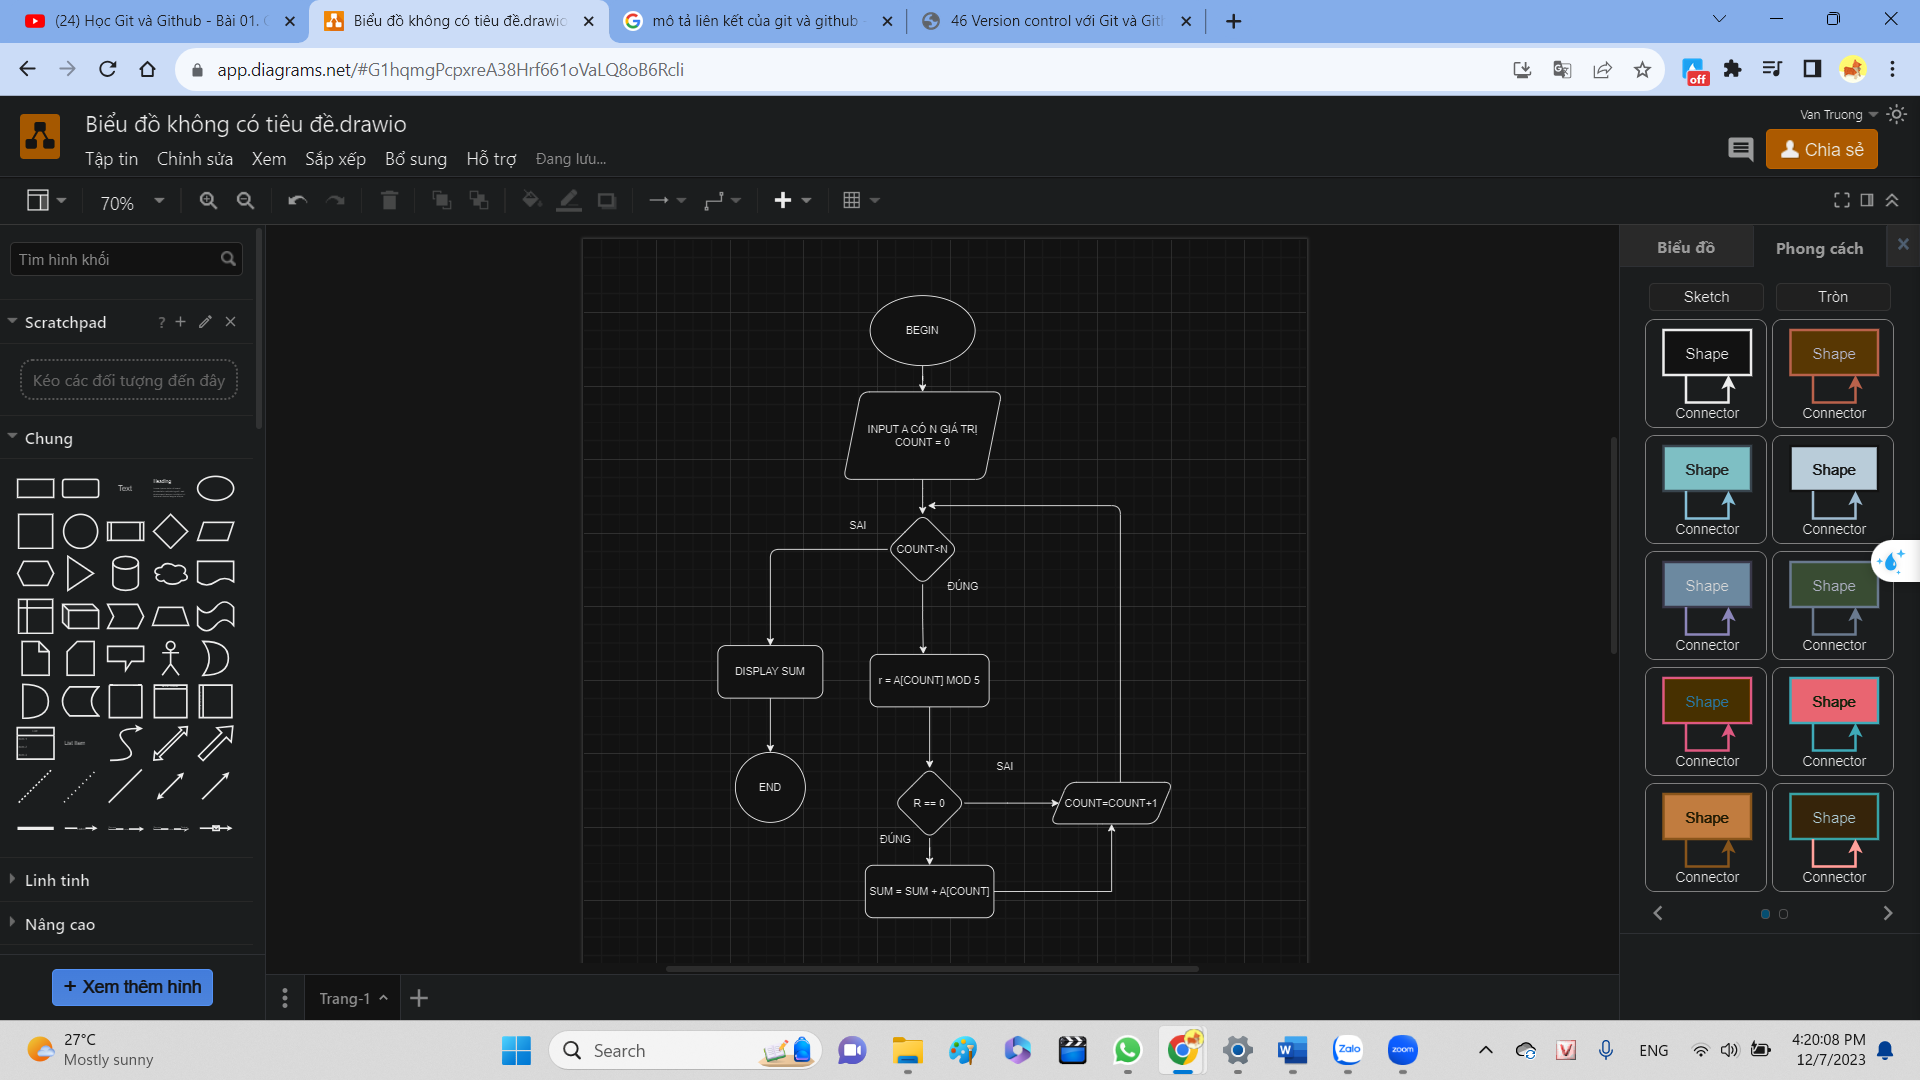 (24) Học Git và Github - Bài 01.
Biểu đồ không có tiêu đề.drawio
mô tả liên kết của git và github
46 Version control với Git và Gith
app.diagrams.net/#G1hqmgPcpxreA38Hrf661oVaLQ8oB6Rcli
off
Biểu đồ không có tiêu đề.drawio
Van Truong
Tập tin Chỉnh sửa Xem Sắp xếp Bổ sung Hỗ trợ Đang lưu...
Chia sẻ
70%
Tìm hình khối
Scratchpad ?
Kéo các đối tượng đến đây
Chung
Text
Heading
List Item
Linh tinh
Nâng cao
+ Xem thêm hình
BEGIN
INPUT A CÓ N GIÁ TRỊ
COUNT = 0
SAI
COUNT<N
ĐÚNG
DISPLAY SUM
r = A[COUNT] MOD 5
END
SAI
R == 0
COUNT=COUNT+1
ĐÚNG
SUM = SUM + A[COUNT]
Trang-1
Biểu đồ Phong cách
Sketch Tròn
Shape Shape
Connector Connector
Shape Shape
Connector Connector
Shape Shape
Connector Connector
Shape Shape
Connector Connector
Shape Shape
Connector Connector
27°C
Mostly sunny
Search
W
Zalo
zoom
V
ENG
4:20:08 PM
12/7/2023